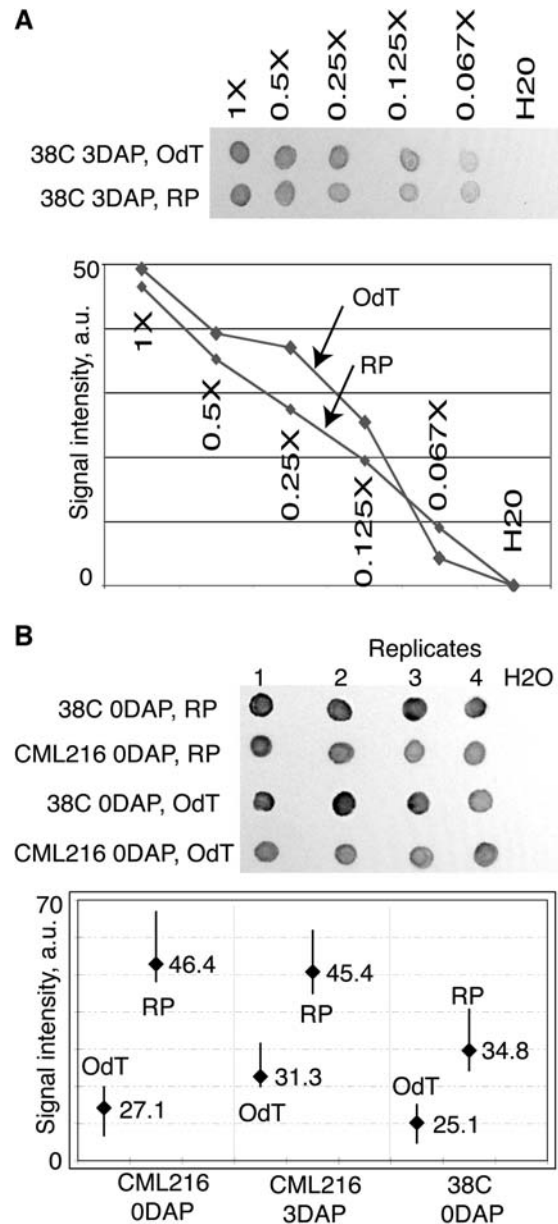 A
1X 0.5X 0.25X 0.125X 0.067X H20
38C 3DAP, OdT
38C 3DAP, RP
50
Signal intensity, a.u.
0
OdT
RP
1X
0.5X
0.25X
0.125X
0.067X
H20
B
Replicates
1 2 3 4 H2O
38C 0DAP, RP
CML216 0DAP, RP
38C 0DAP, OdT
CML216 0DAP, OdT
70
Signal intensity, a.u.
0
OdT
27.1
46.4
RP
31.3
OdT
45.4
RP
OdT
25.1
RP
34.8
CML216
0DAP
CML216
3DAP
38C
0DAP